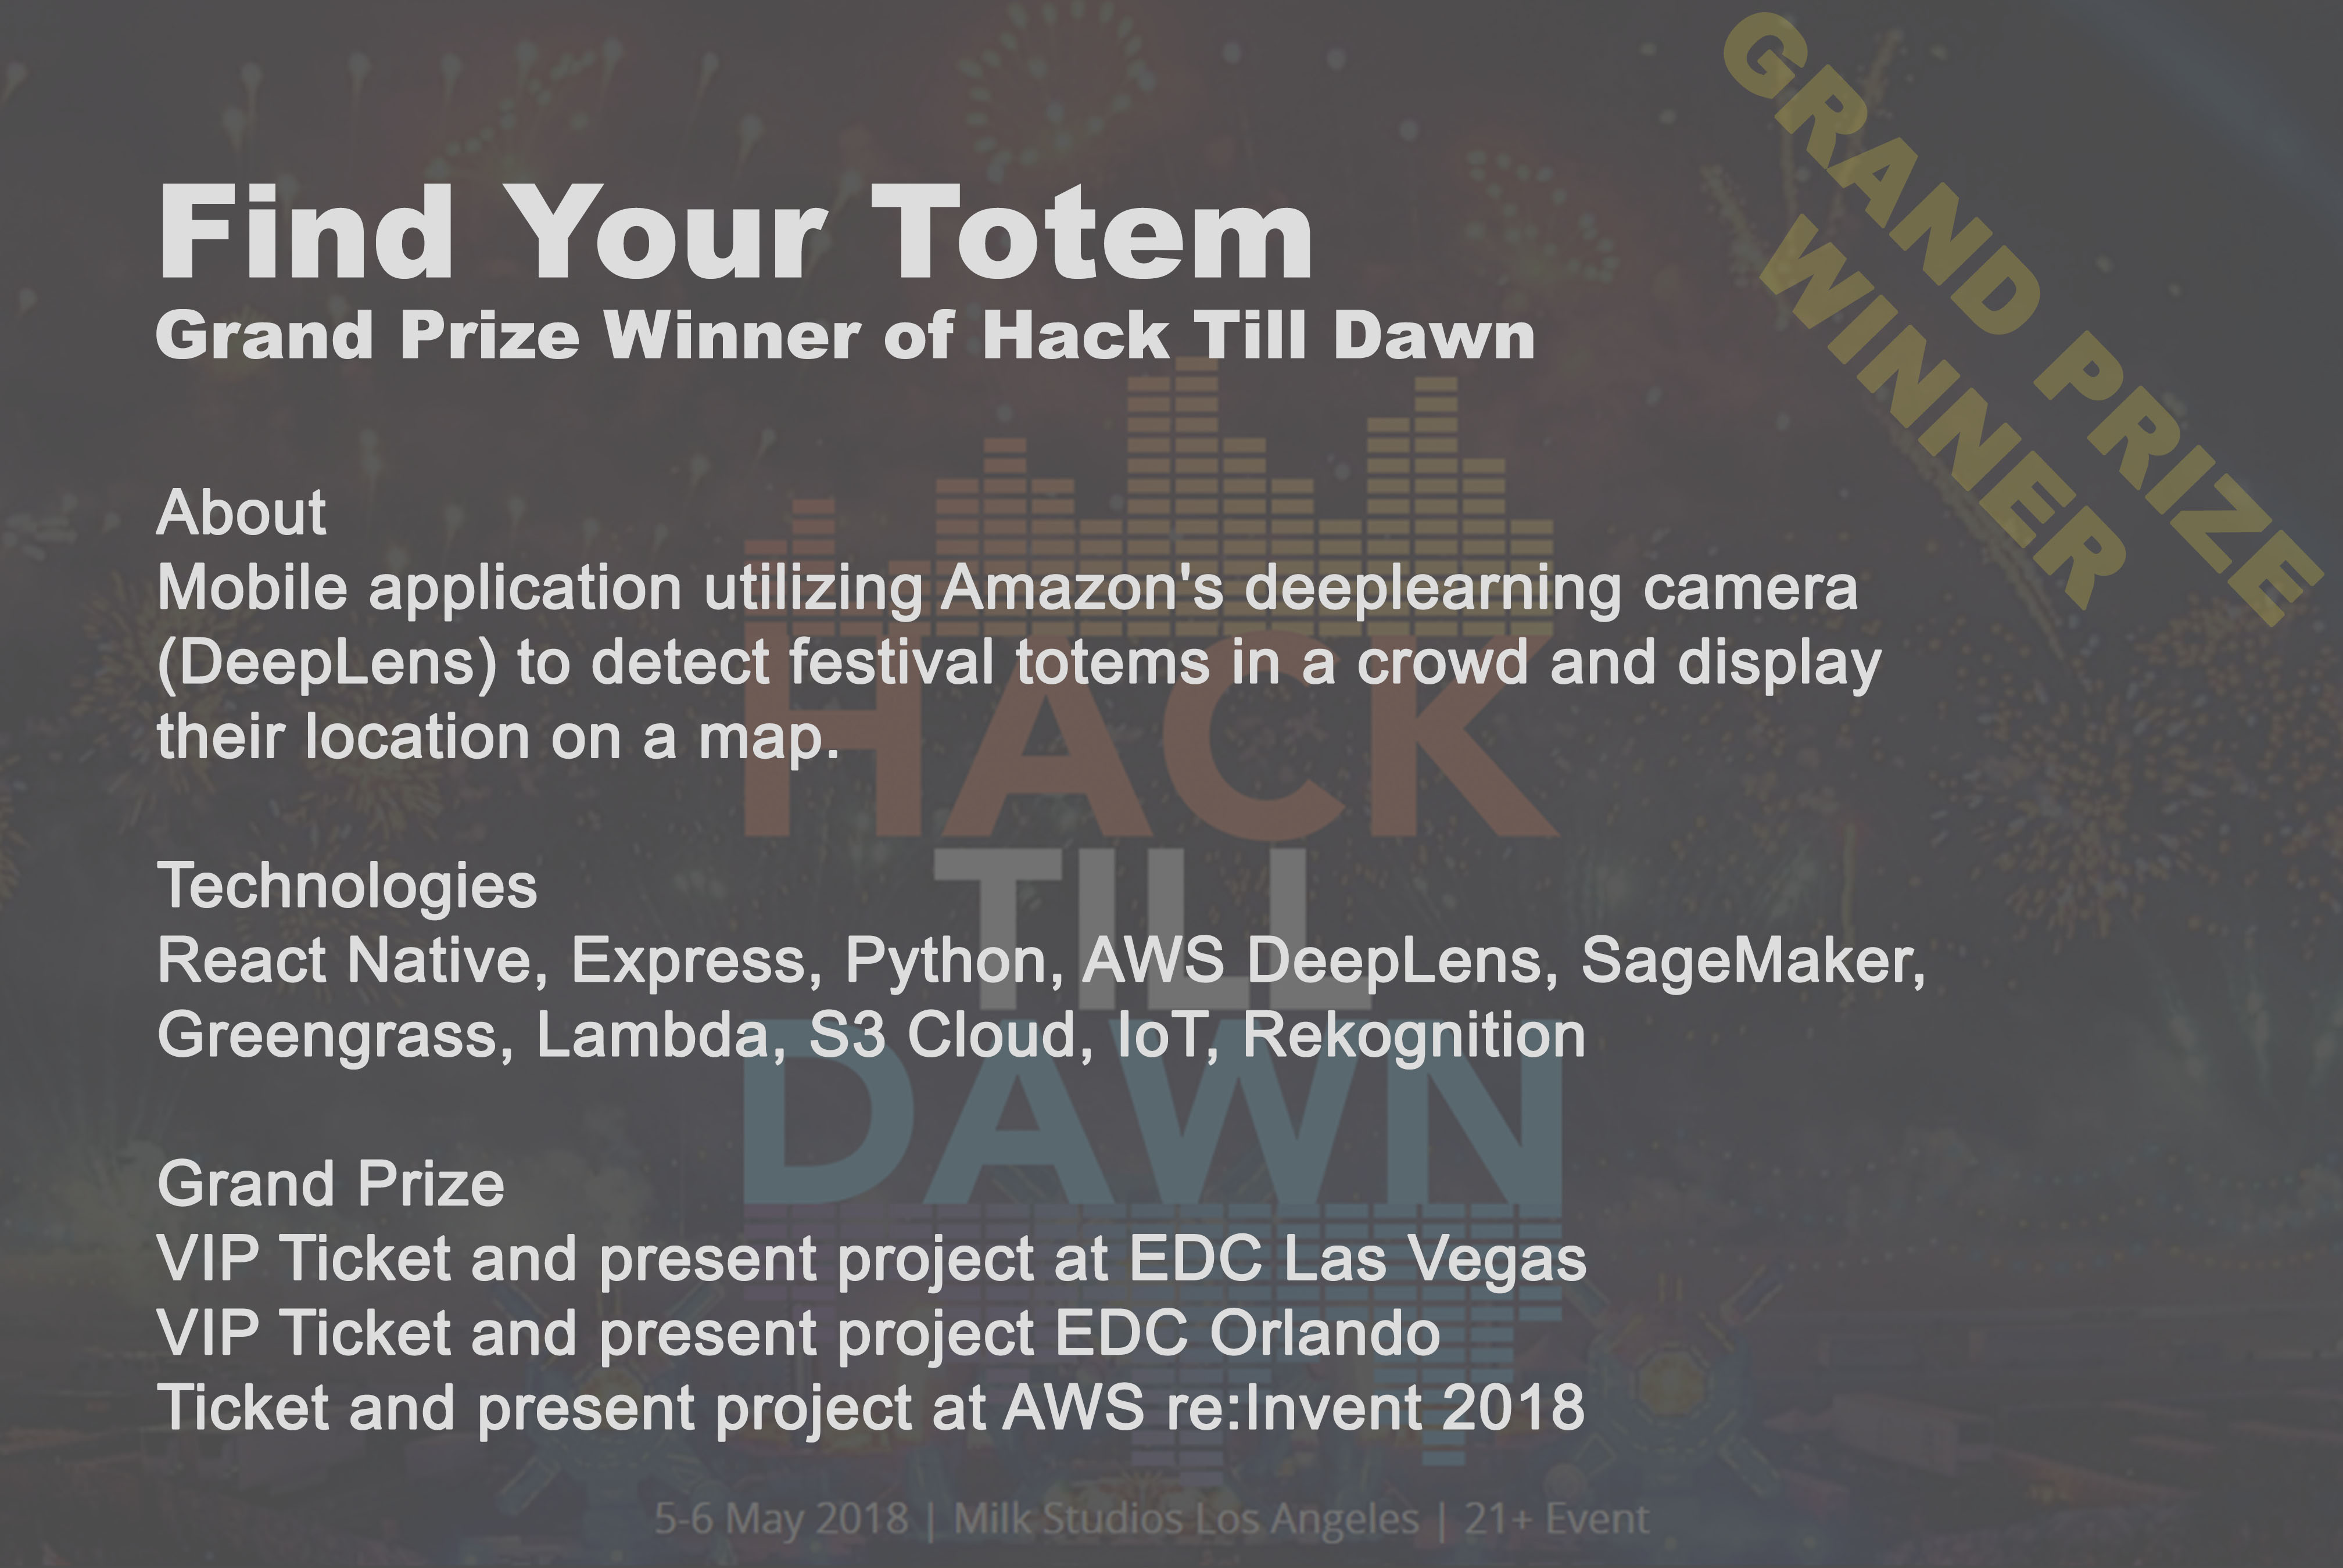 GRAND PRIZE
WINNER
Find Your Totem
Grand Prize Winner of Hack Till Dawn
About
Mobile application utilizing Amazon's deeplearning camera
(DeepLens) to detect festival totems in a crowd and display
their location on a map.
HACK
TILL
DAWN
Technologies
React Native, Express, Python, AWS DeepLens, SageMaker,
Greengrass, Lambda, S3 Cloud, IoT, Rekognition
Grand Prize
VIP Ticket and present project at EDC Las Vegas
VIP Ticket and present project EDC Orlando
Ticket and present project at AWS re:Invent 2018
5-6 May 2018 | Milk Studios Los Angeles | 21+ Event